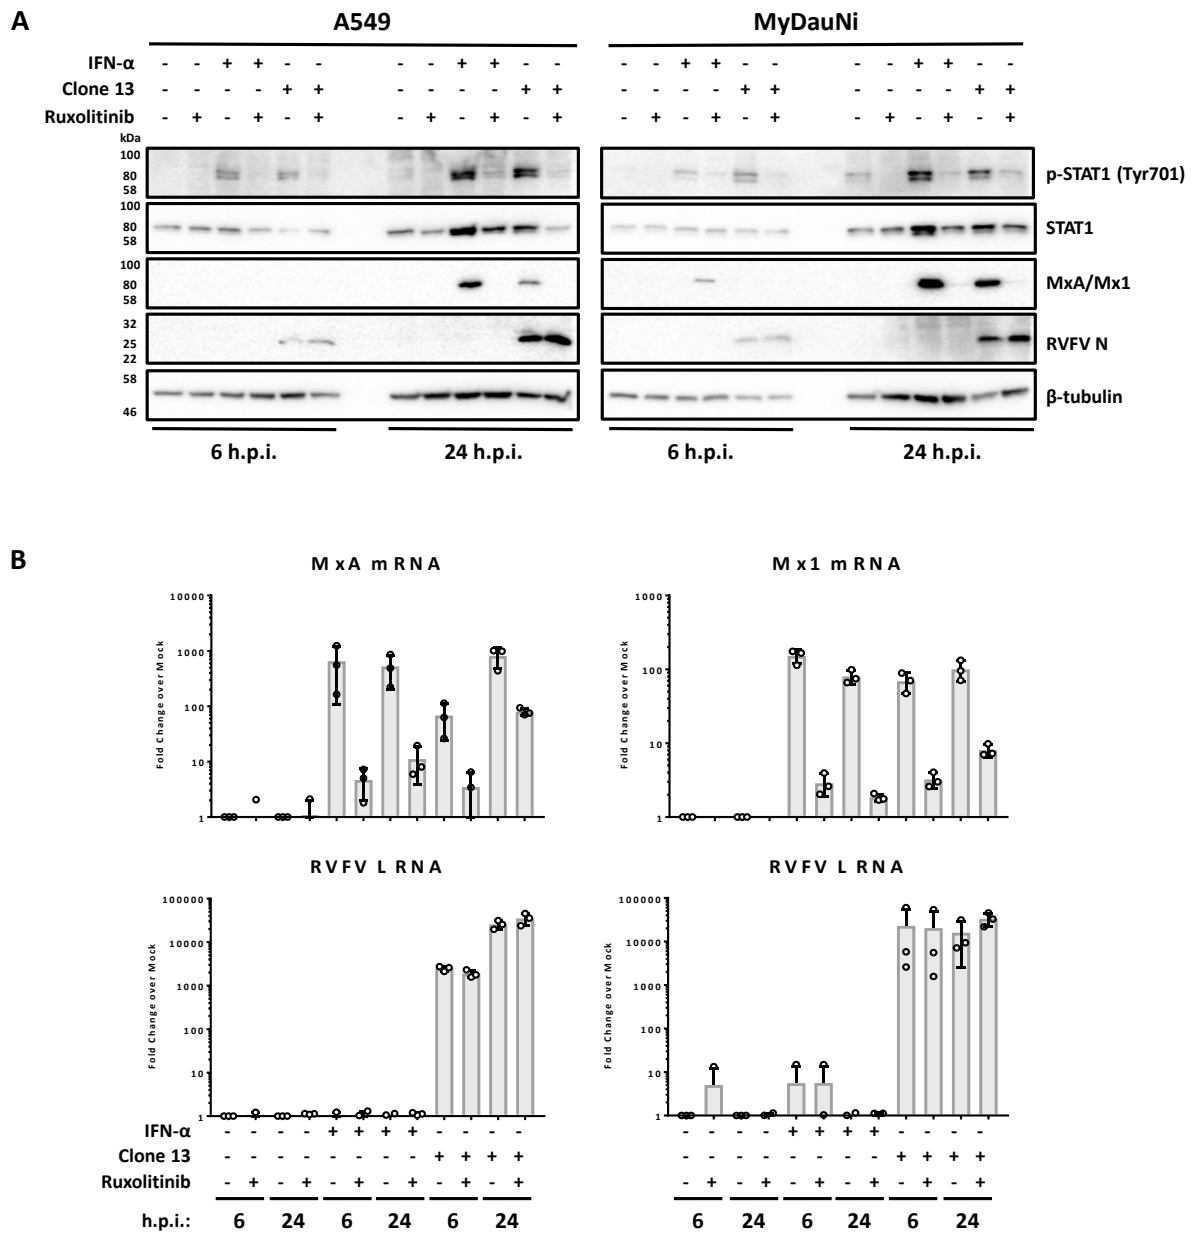 A
A549 MyDauNi
IFN-α - - + + - - - - + + - - - - + + - - - - + + - -
Clone 13 - - - - + + - - - - + + - - - - + + - - - - + +
Ruxolitinib - + - + - + - + - + - + - + - + - + - + - + - +
kDa
100
80
58
p-STAT1 (Tyr701)
100
80
58
STAT1
100
80
58
MxA/Mx1
32
25
22
RVFV N
58
46
β-tubulin
6 h.p.i. 24 h.p.i. 6 h.p.i. 24 h.p.i.
B
MxA mRNA Mx1 mRNA
Fold Change over Mock
10000
1000
100
10
1
Fold Change over Mock
1000
100
10
1
RVFV L RNA RVFV L RNA
Fold Change over Mock
100000
10000
1000
100
10
1
Fold Change over Mock
100000
10000
1000
100
10
1
IFN-α - - - - + + + + - - - - - - - - + + + + - - - -
Clone 13 - - - - - - - - + + + + - - - - - - - - + + + +
Ruxolitinib - + - + - + - + - + - + - + - + - + - + - + - +
h.p.i.: 6 24 6 24 6 24 6 24 6 24 6 24